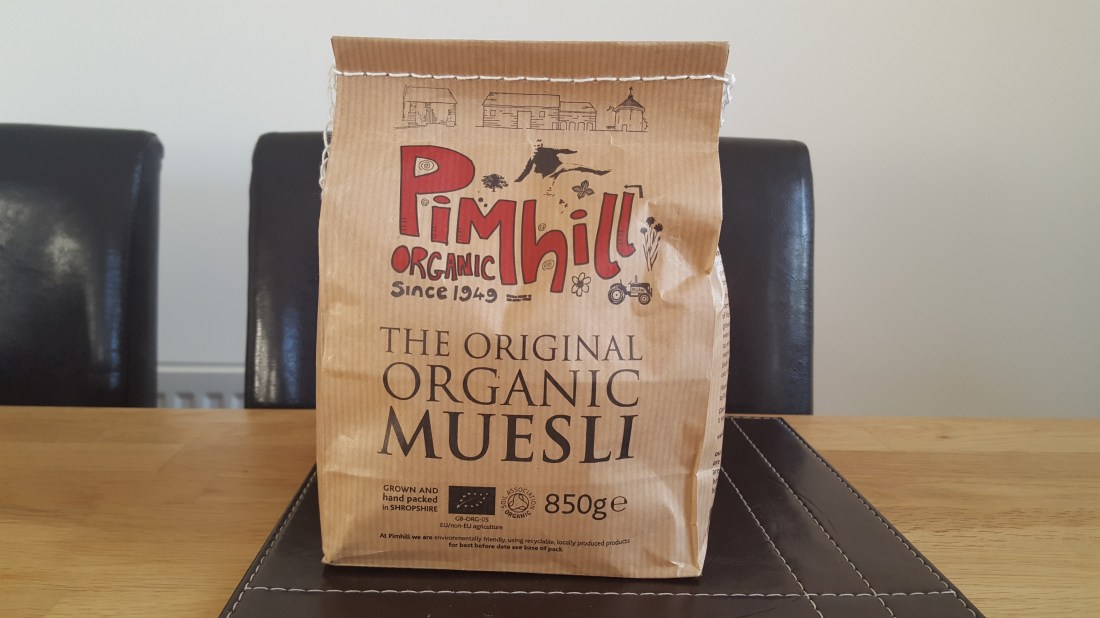 Pimhill
ORGANIC
Since 1949
THE ORIGINAL
ORGANIC
MUESLI
GROWN AND
hand packed
in SHROPSHIRE
GB-ORG-05
EU/non-EU agriculture
SOIL ASSOCIATION
ORGANIC
850g℮
At Pimhill we are environmentally friendly, using recyclable, locally produced products
for best before date see base of pack